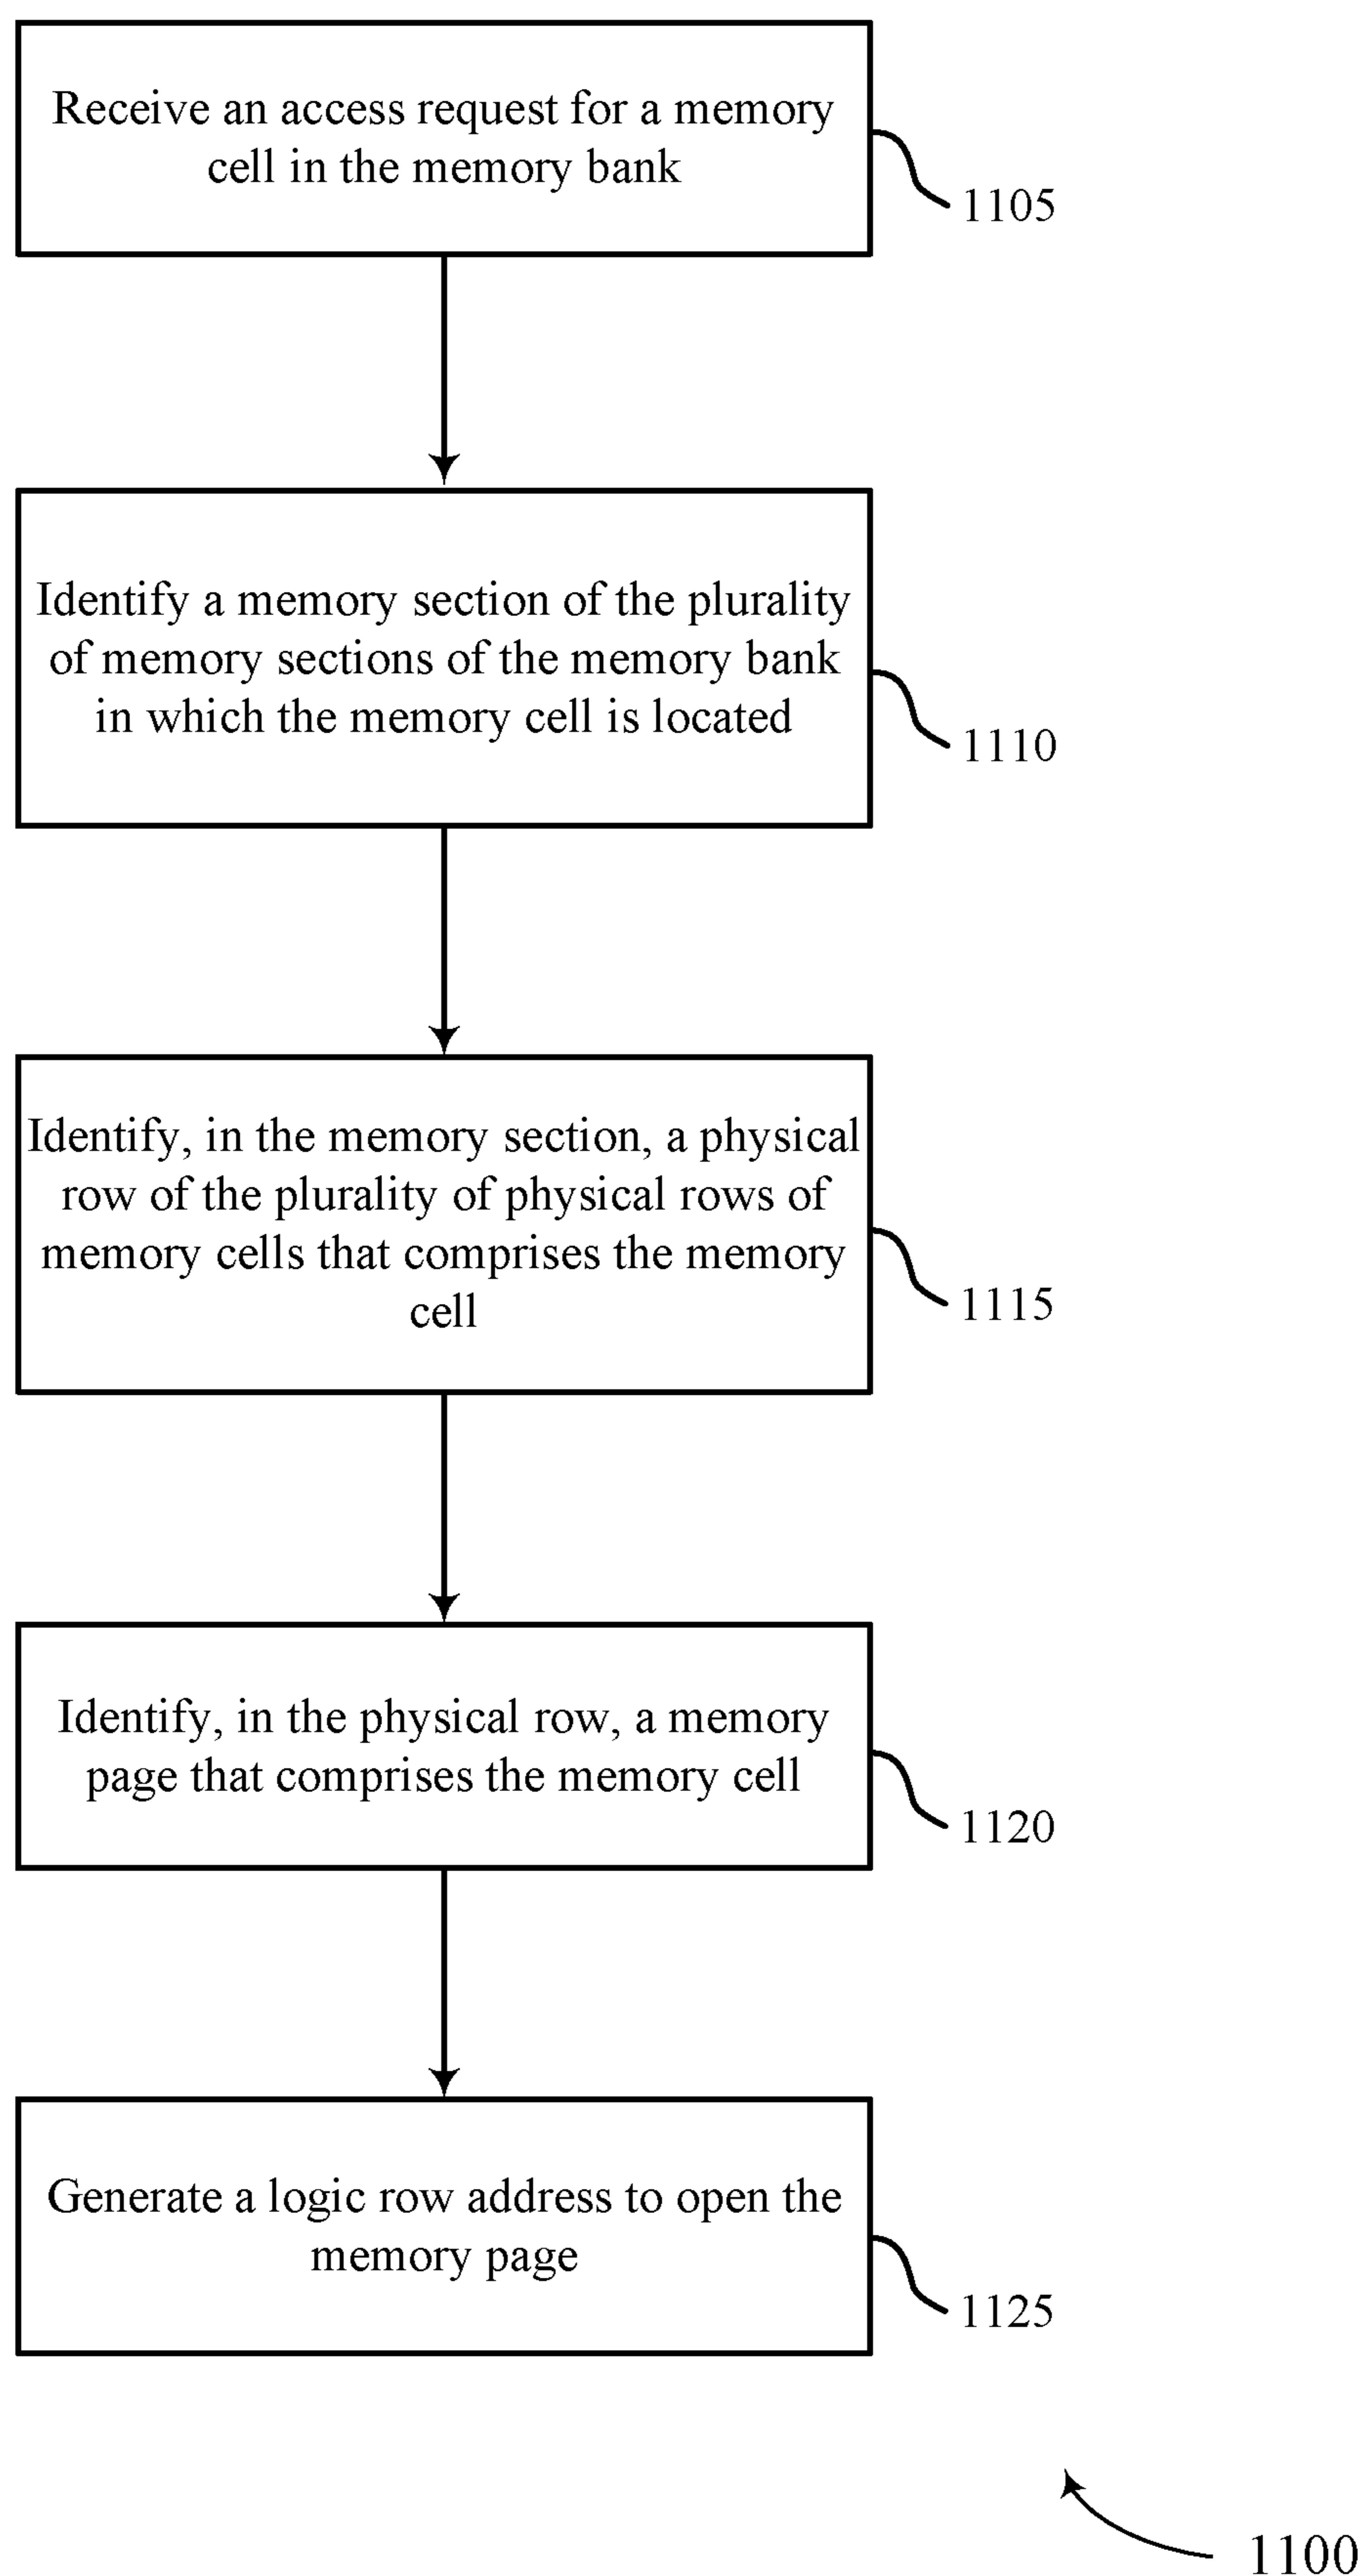 Receive an access request for a memory
cell in the memory bank
1105
Identify a memory section of the plurality
of memory sections of the memory bank
in which the memory cell is located
1110
Identify, in the memory section, a physical
row of the plurality of physical rows of
memory cells that comprises the memory
cell
1115
Identify, in the physical row, a memory
page that comprises the memory cell
1120
Generate a logic row address to open the
memory page
1125
1100